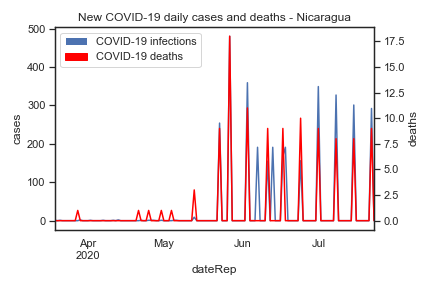 New COVID-19 daily cases and deaths - Nicaragua
COVID-19 infections
COVID-19 deaths
500
400
300
200
100
0
cases
17.5
15.0
12.5
10.0
7.5
5.0
2.5
0.0
deaths
Apr
2020
May
Jun
Jul
dateRep